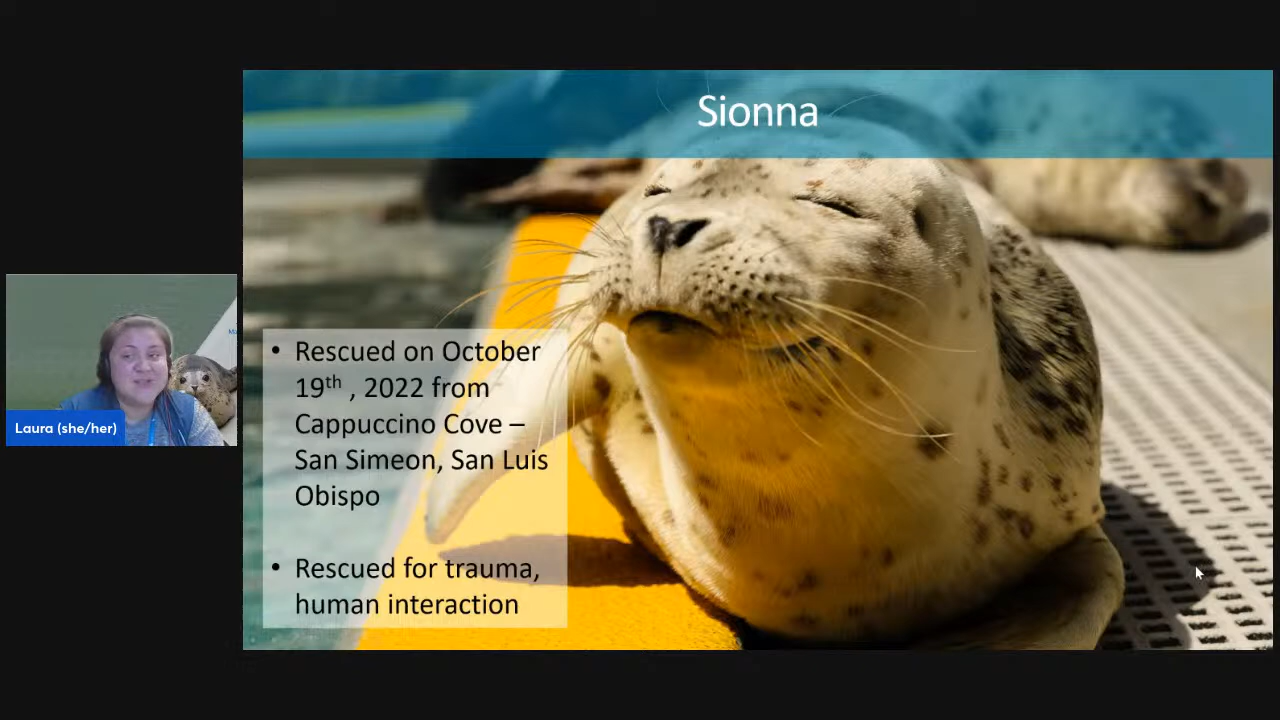 Sionna
• Rescued on October
19th , 2022 from
Cappuccino Cove –
San Simeon, San Luis
Obispo
• Rescued for trauma,
human interaction
Laura (she/her)